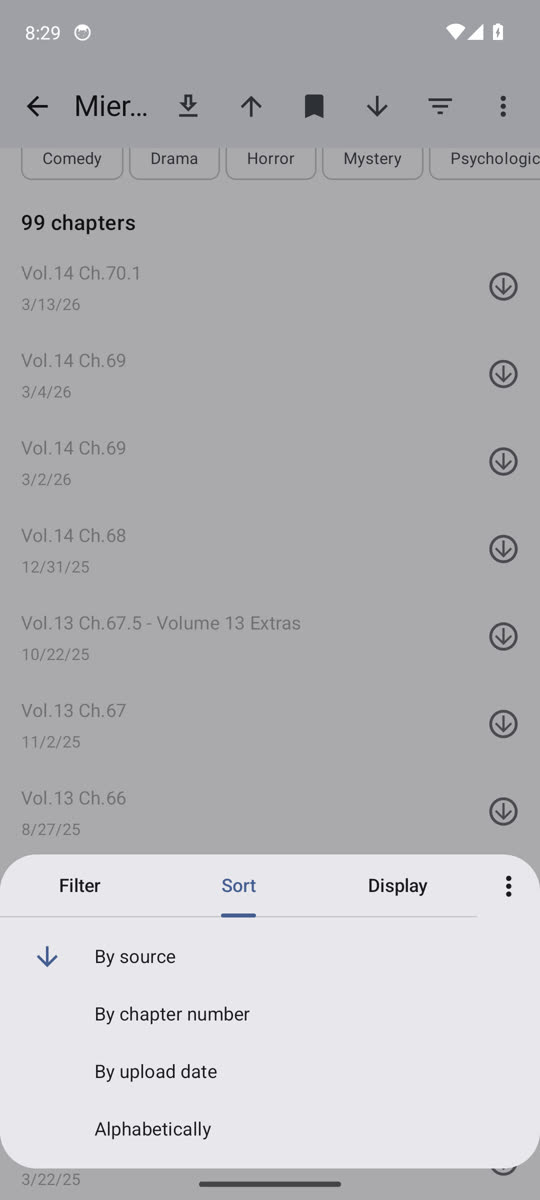 8:29
Mier...
Comedy Drama Horror Mystery Psychologic
99 chapters
Vol.14 Ch.70.1
3/13/26
Vol.14 Ch.69
3/4/26
Vol.14 Ch.69
3/2/26
Vol.14 Ch.68
12/31/25
Vol.13 Ch.67.5 - Volume 13 Extras
10/22/25
Vol.13 Ch.67
11/2/25
Vol.13 Ch.66
8/27/25
Filter Sort Display
By source
By chapter number
By upload date
Alphabetically
3/22/25